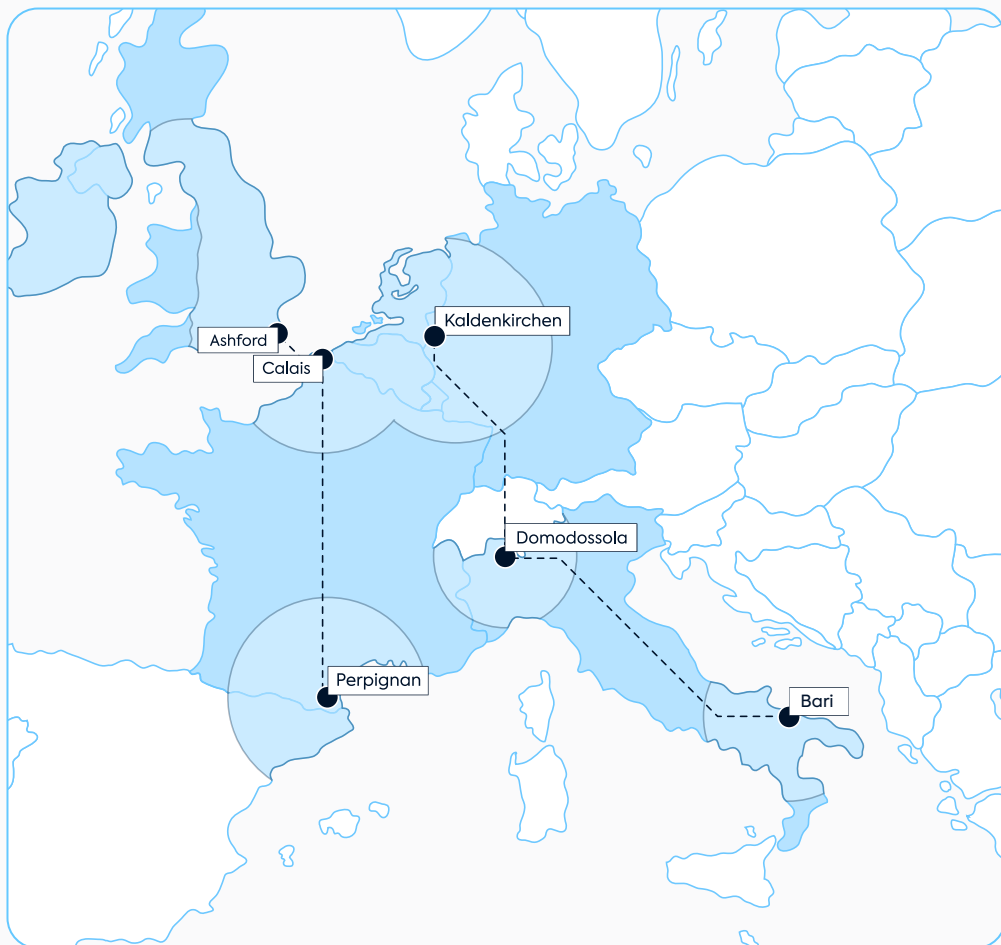 Kaldenkirchen
Ashford
Calais
Domodossola
Perpignan
Bari